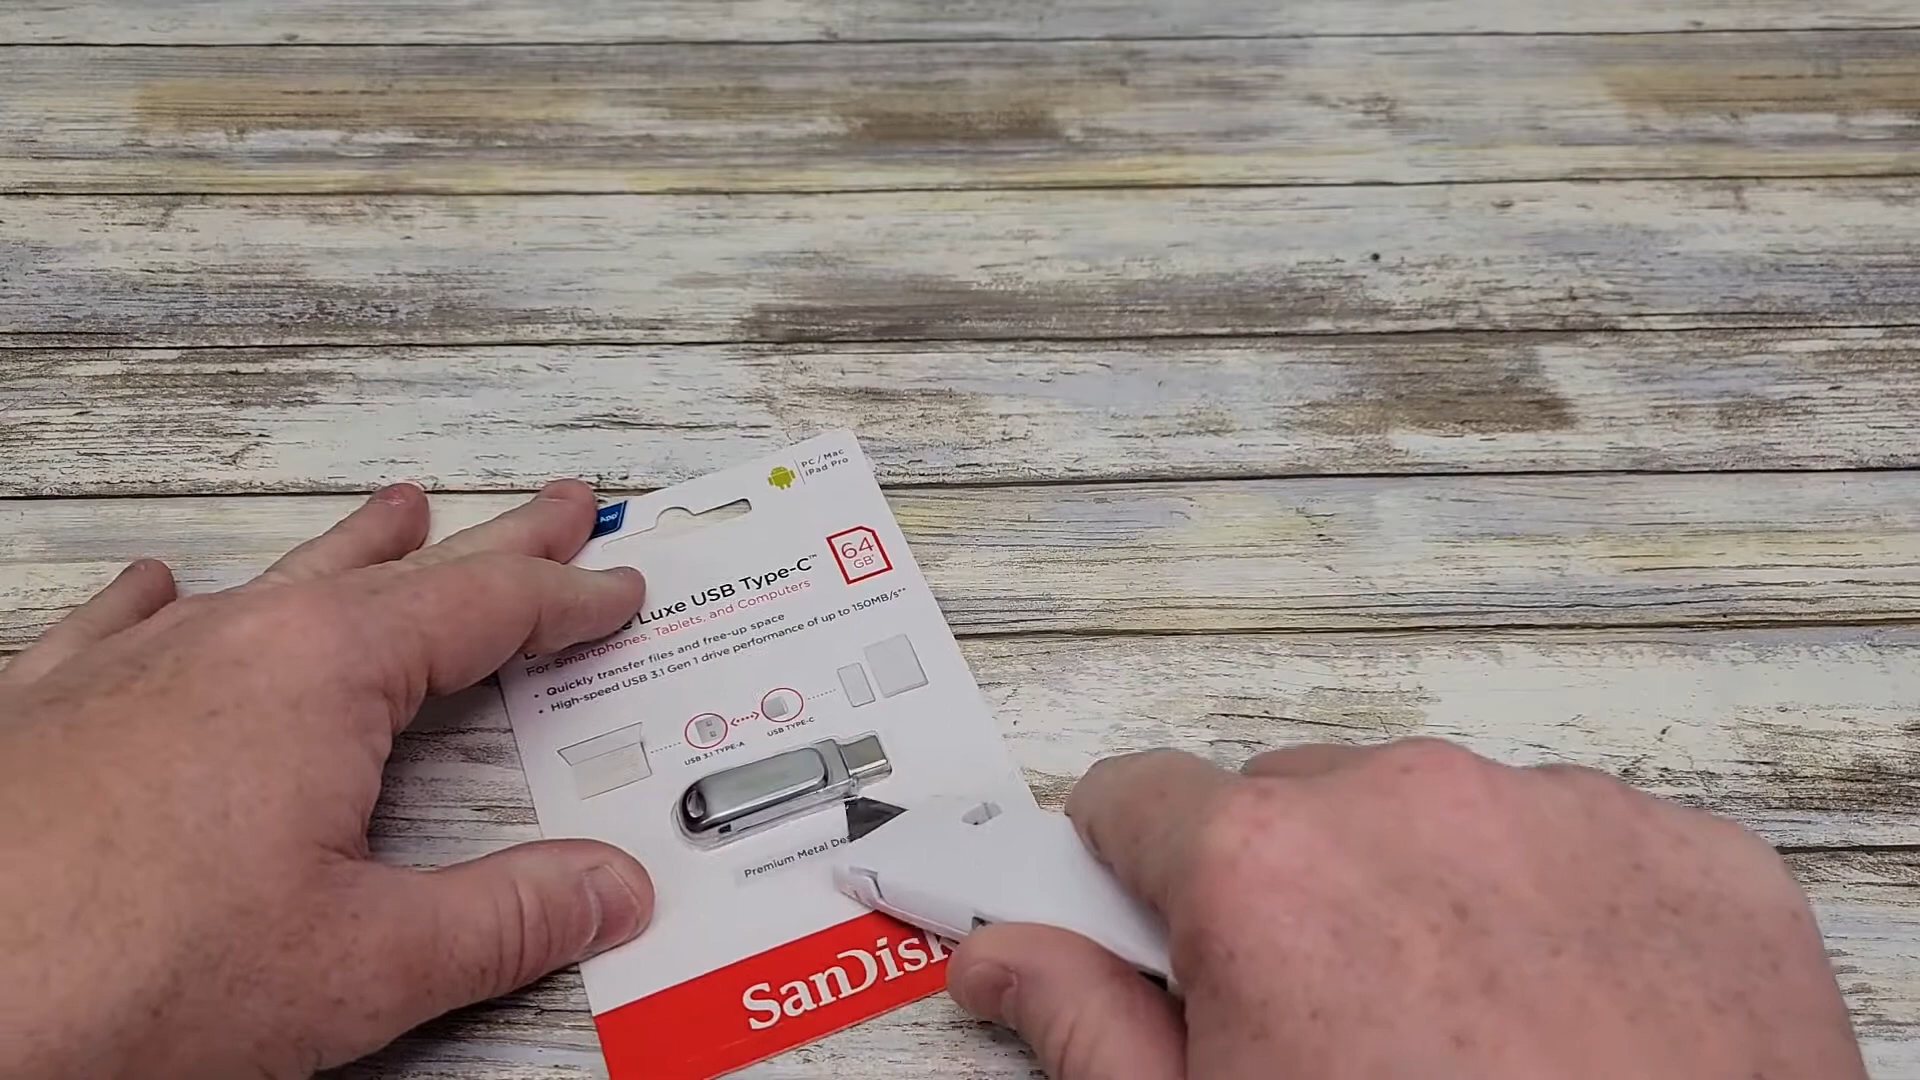 App
PC / Mac
iPad Pro
64
GB*
Luxe USB Type-C™
For Smartphones, Tablets, and Computers
• Quickly transfer files and free-up space
• High-speed USB 3.1 Gen 1 drive performance of up to 150MB/s**
USB 3.1 TYPE-A
USB TYPE-C
Premium Metal
SanDisk